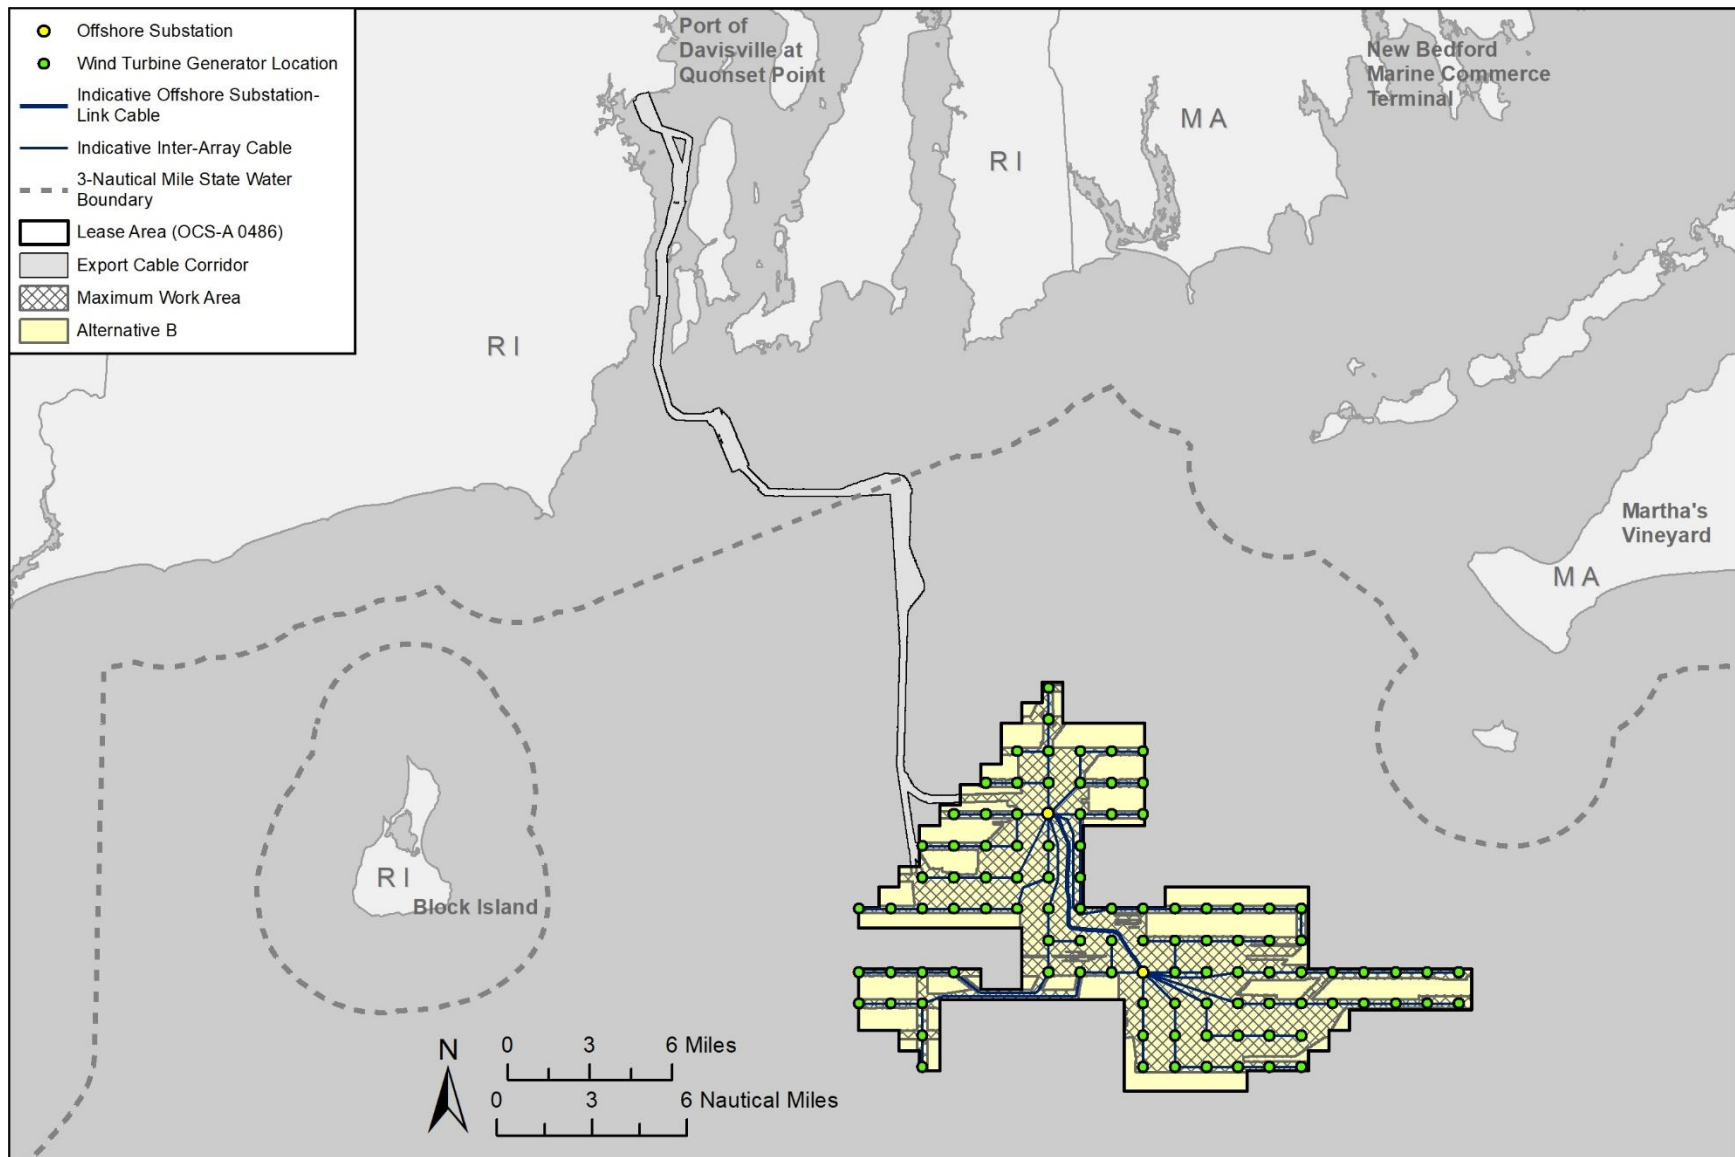 Offshore Substation
Wind Turbine Generator Location
Indicative Offshore Substation-
Link Cable
Indicative Inter-Array Cable
3-Nautical Mile State Water
Boundary
Lease Area (OCS-A 0486)
Export Cable Corridor
Maximum Work Area
Alternative B
Port of
Davisville at
Quonset Point
New Bedford
Marine Commerce
Terminal
MA
RI
RI
Martha's
Vineyard
MA
RI
Block Island
N
0 3 6 Miles
0 3 6 Nautical Miles